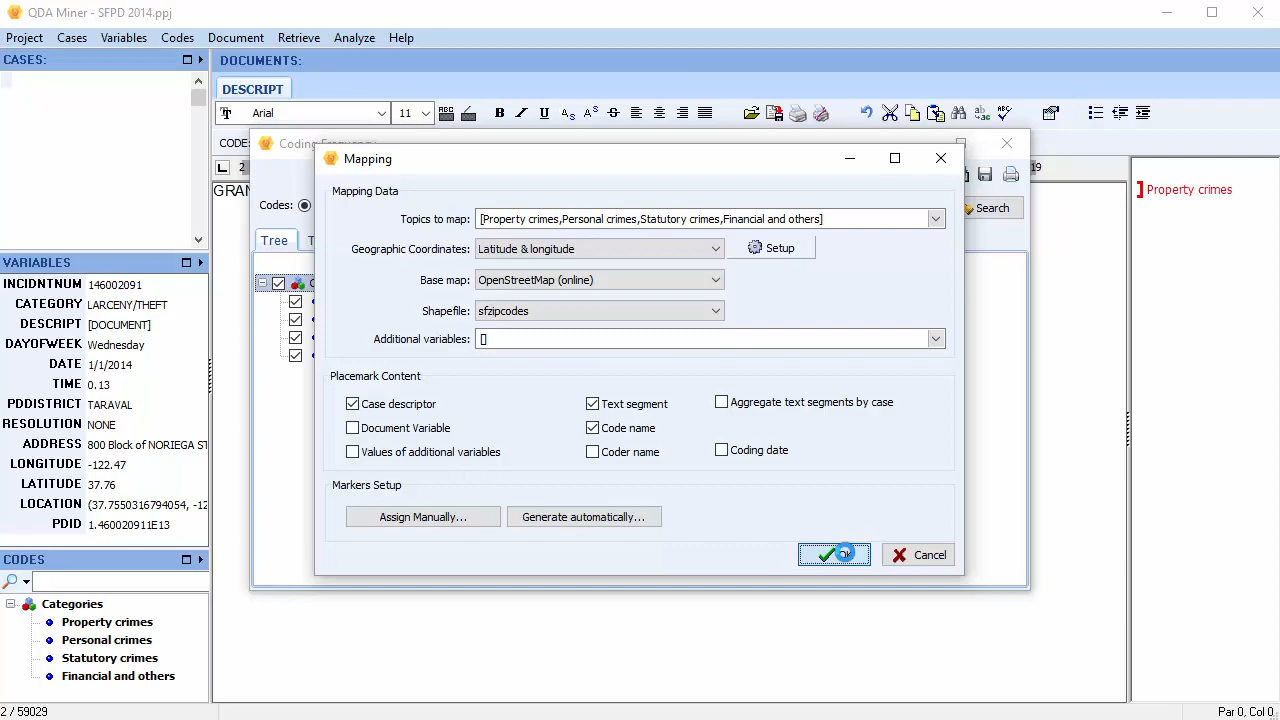 QDA Miner - SFPD 2014.ppj
Project Cases Variables Codes Document Retrieve Analyze Help
CASES:
DOCUMENTS:
DESCRIPT
Arial 11
CODE
Coding Frequency
Mapping
19
GRAN
Property crimes
Codes:
Search
Tree
Mapping Data
Topics to map: [Property crimes,Personal crimes,Statutory crimes,Financial and others]
Geographic Coordinates: Latitude & longitude Setup
Base map: OpenStreetMap (online)
Shapefile: sfzipcodes
Additional variables: []
Placemark Content
Case descriptor Text segment Aggregate text segments by case
Document Variable Code name
Values of additional variables Coder name Coding date
Markers Setup
Assign Manually... Generate automatically...
Ok Cancel
VARIABLES
INCIDNTNUM 146002091
CATEGORY LARCENY/THEFT
DESCRIPT [DOCUMENT]
DAYOFWEEK Wednesday
DATE 1/1/2014
TIME 0.13
PDDISTRICT TARAVAL
RESOLUTION NONE
ADDRESS 800 Block of NORIEGA ST
LONGITUDE -122.47
LATITUDE 37.76
LOCATION (37.7550316794054, -12
PDID 1.460020911E13
CODES
Categories
Property crimes
Personal crimes
Statutory crimes
Financial and others
2 / 59029
Par 0, Col 0